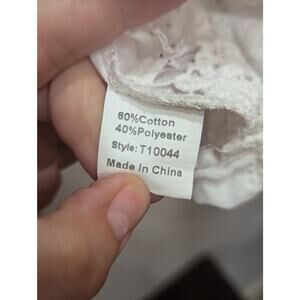 60%Cotton
40%Polyester
Style: T10044
Made in China